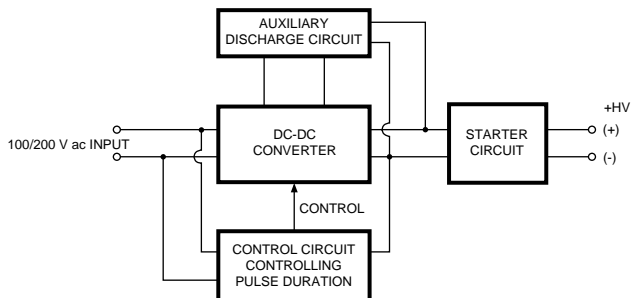 AUXILIARY
DISCHARGE CIRCUIT
100/200 V ac INPUT
DC-DC
CONVERTER
STARTER
CIRCUIT
+HV
(+)
(-)
CONTROL
CONTROL CIRCUIT
CONTROLLING
PULSE DURATION